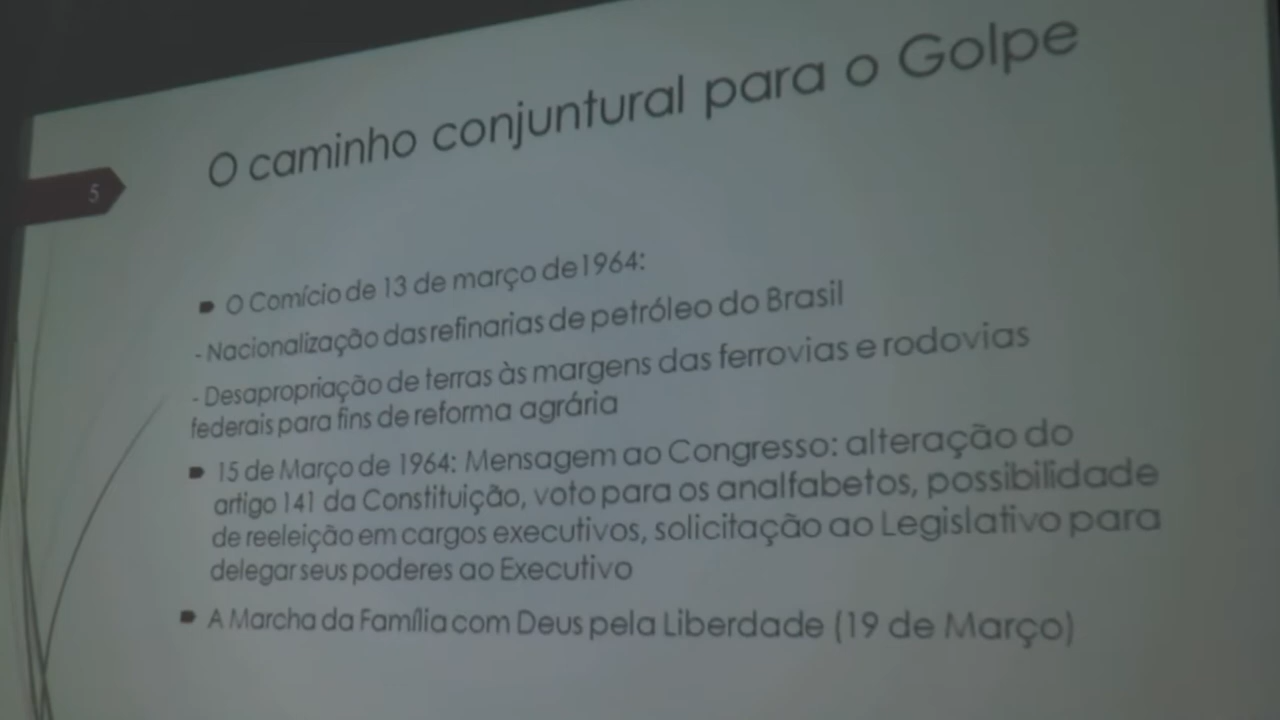 O caminho conjuntural para o Golpe
5
O Comício de 13 de março de1964:
- Nacionalização das refinarias de petróleo do Brasil
- Desapropriação de terras às margens das ferrovias e rodovias
federais para fins de reforma agrária
15 de Março de 1964: Mensagem ao Congresso: alteração do
artigo 141 da Constituição, voto para os analfabetos, possibilidade
de reeleição em cargos executivos, solicitação ao Legislativo para
delegar seus poderes ao Executivo
A Marcha da Família com Deus pela Liberdade (19 de Março)